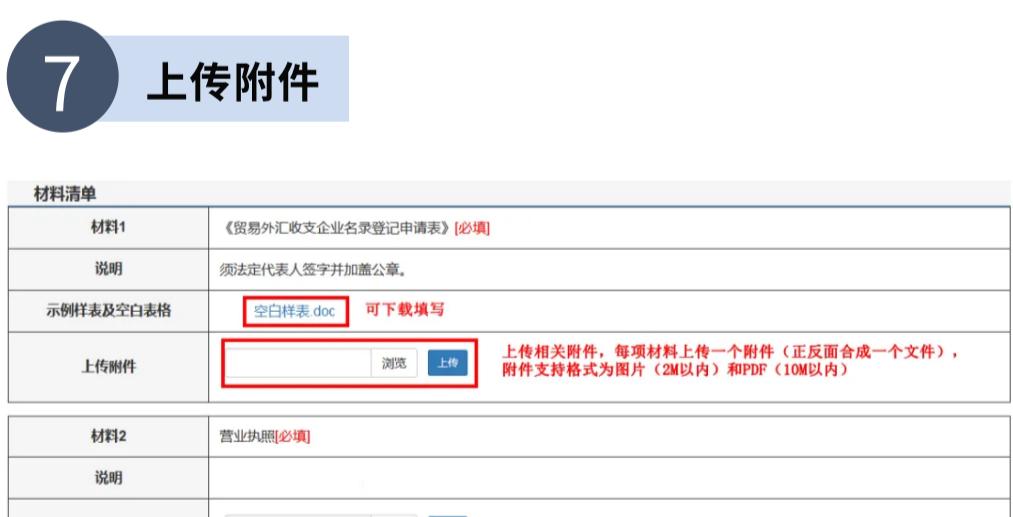 7
上传附件
材料清单
材料1 《贸易外汇收支企业名录登记申请表》[必填]
说明 须法定代表人签字并加盖公章。
示例样表及空白表格 空白样表.doc 可下载填写
上传附件 浏览 上传 上传相关附件，每项材料上传一个附件（正反面合成一个文件），
附件支持格式为图片（2M以内）和PDF（10M以内）
材料2 营业执照[必填]
说明